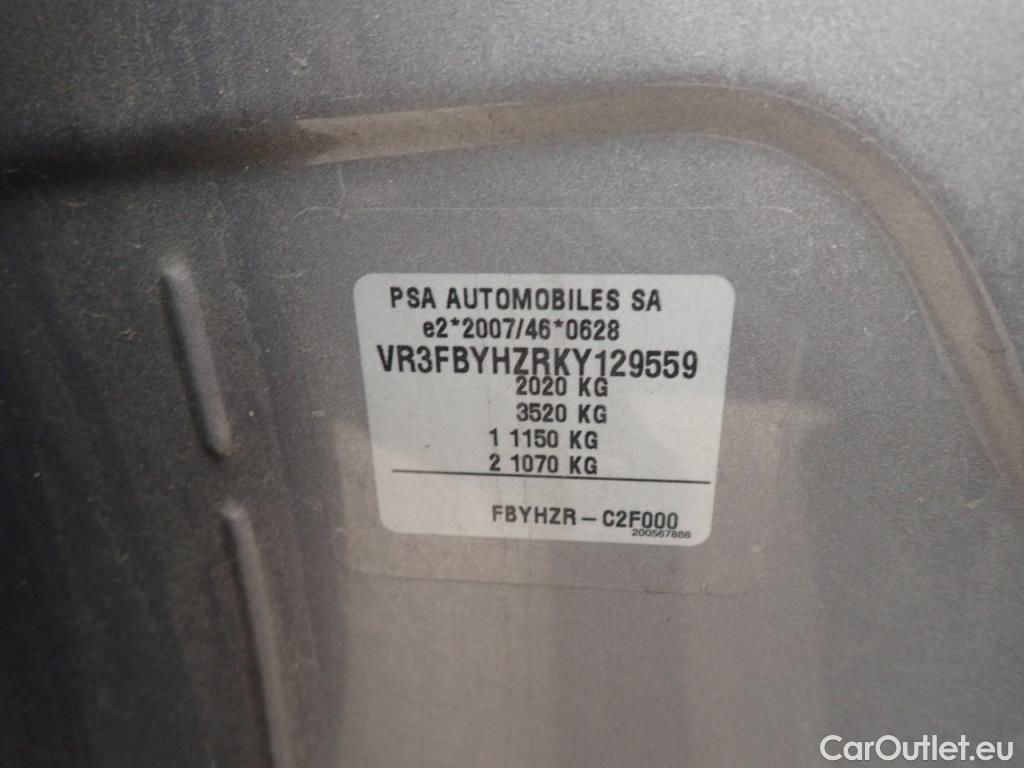 PSA AUTOMOBILES SA
e2*2007/46*0628
VR3FBYHZRKY129559
2020 KG
3520 KG
1 1150 KG
2 1070 KG
FBYHZR – C2F000
200567888
CarOutlet.eu